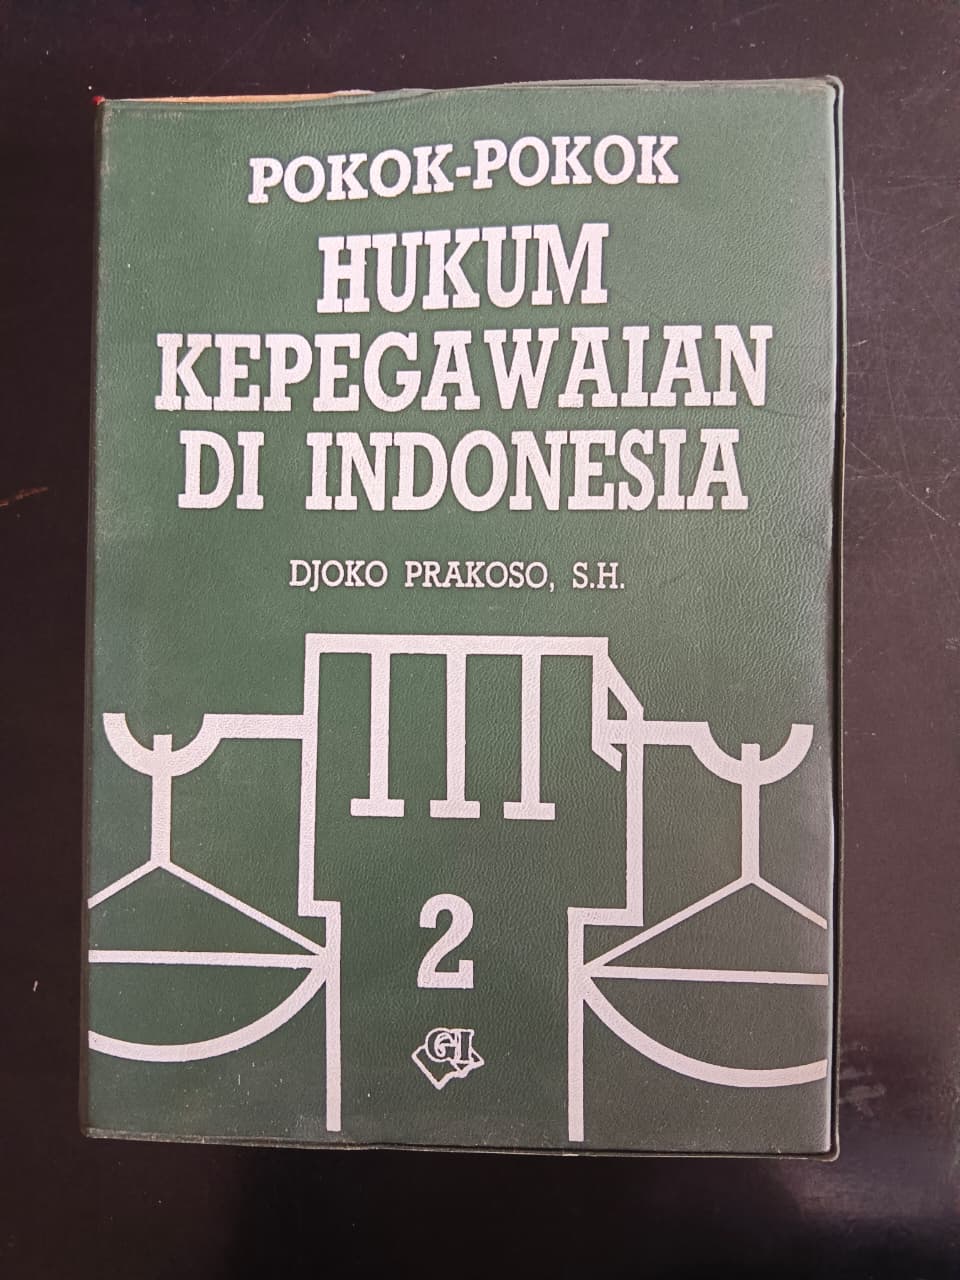 POKOK-POKOK
HUKUM
KEPEGAWAIAN
DI INDONESIA
DJOKO PRAKOSO, S.H.
2
GI